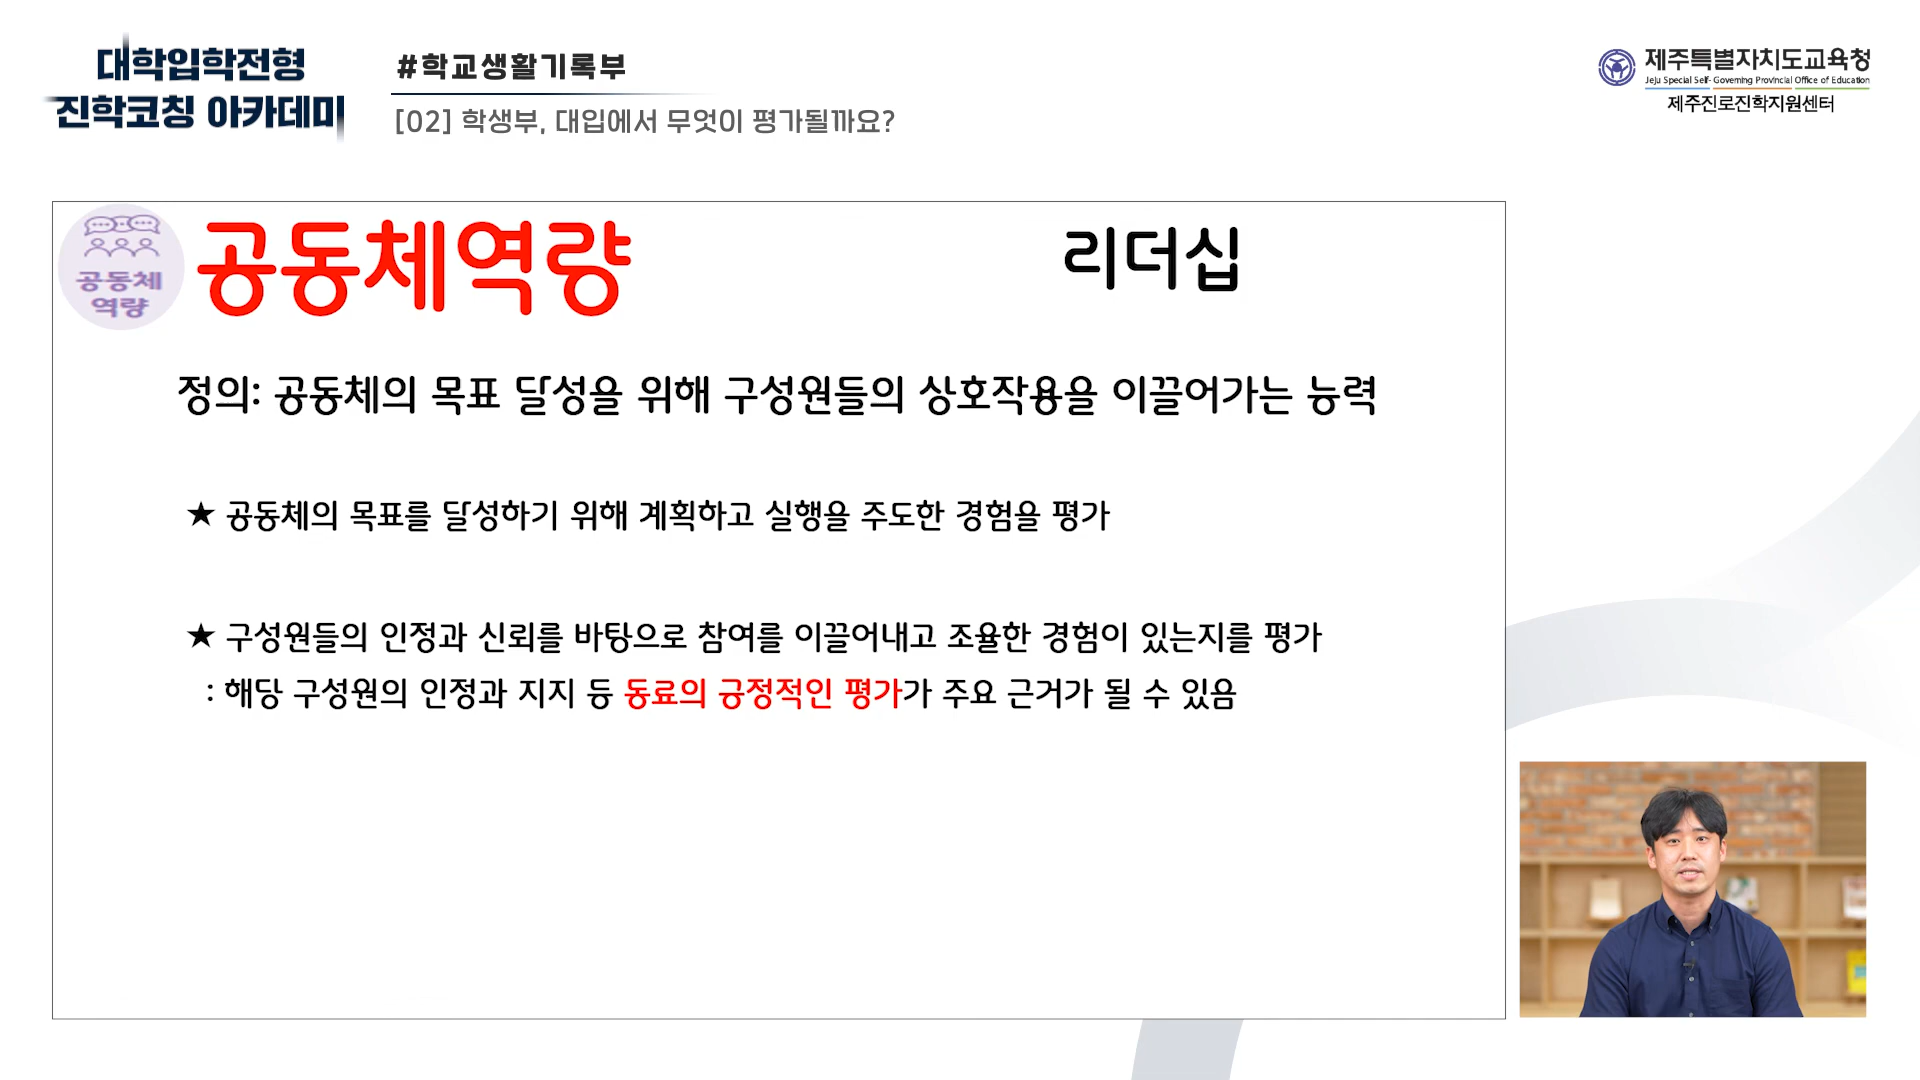 대학입학전형
진학코칭 아카데미
#학교생활기록부
[02] 학생부, 대입에서 무엇이 평가될까요?
제주특별자치도교육청
Jeju Special Self- Governing Provincial Office of Education
제주진로진학지원센터
공동체
역량
공동체역량
리더십
정의: 공동체의 목표 달성을 위해 구성원들의 상호작용을 이끌어가는 능력
★ 공동체의 목표를 달성하기 위해 계획하고 실행을 주도한 경험을 평가
★ 구성원들의 인정과 신뢰를 바탕으로 참여를 이끌어내고 조율한 경험이 있는지를 평가
: 해당 구성원의 인정과 지지 등 동료의 긍정적인 평가가 주요 근거가 될 수 있음